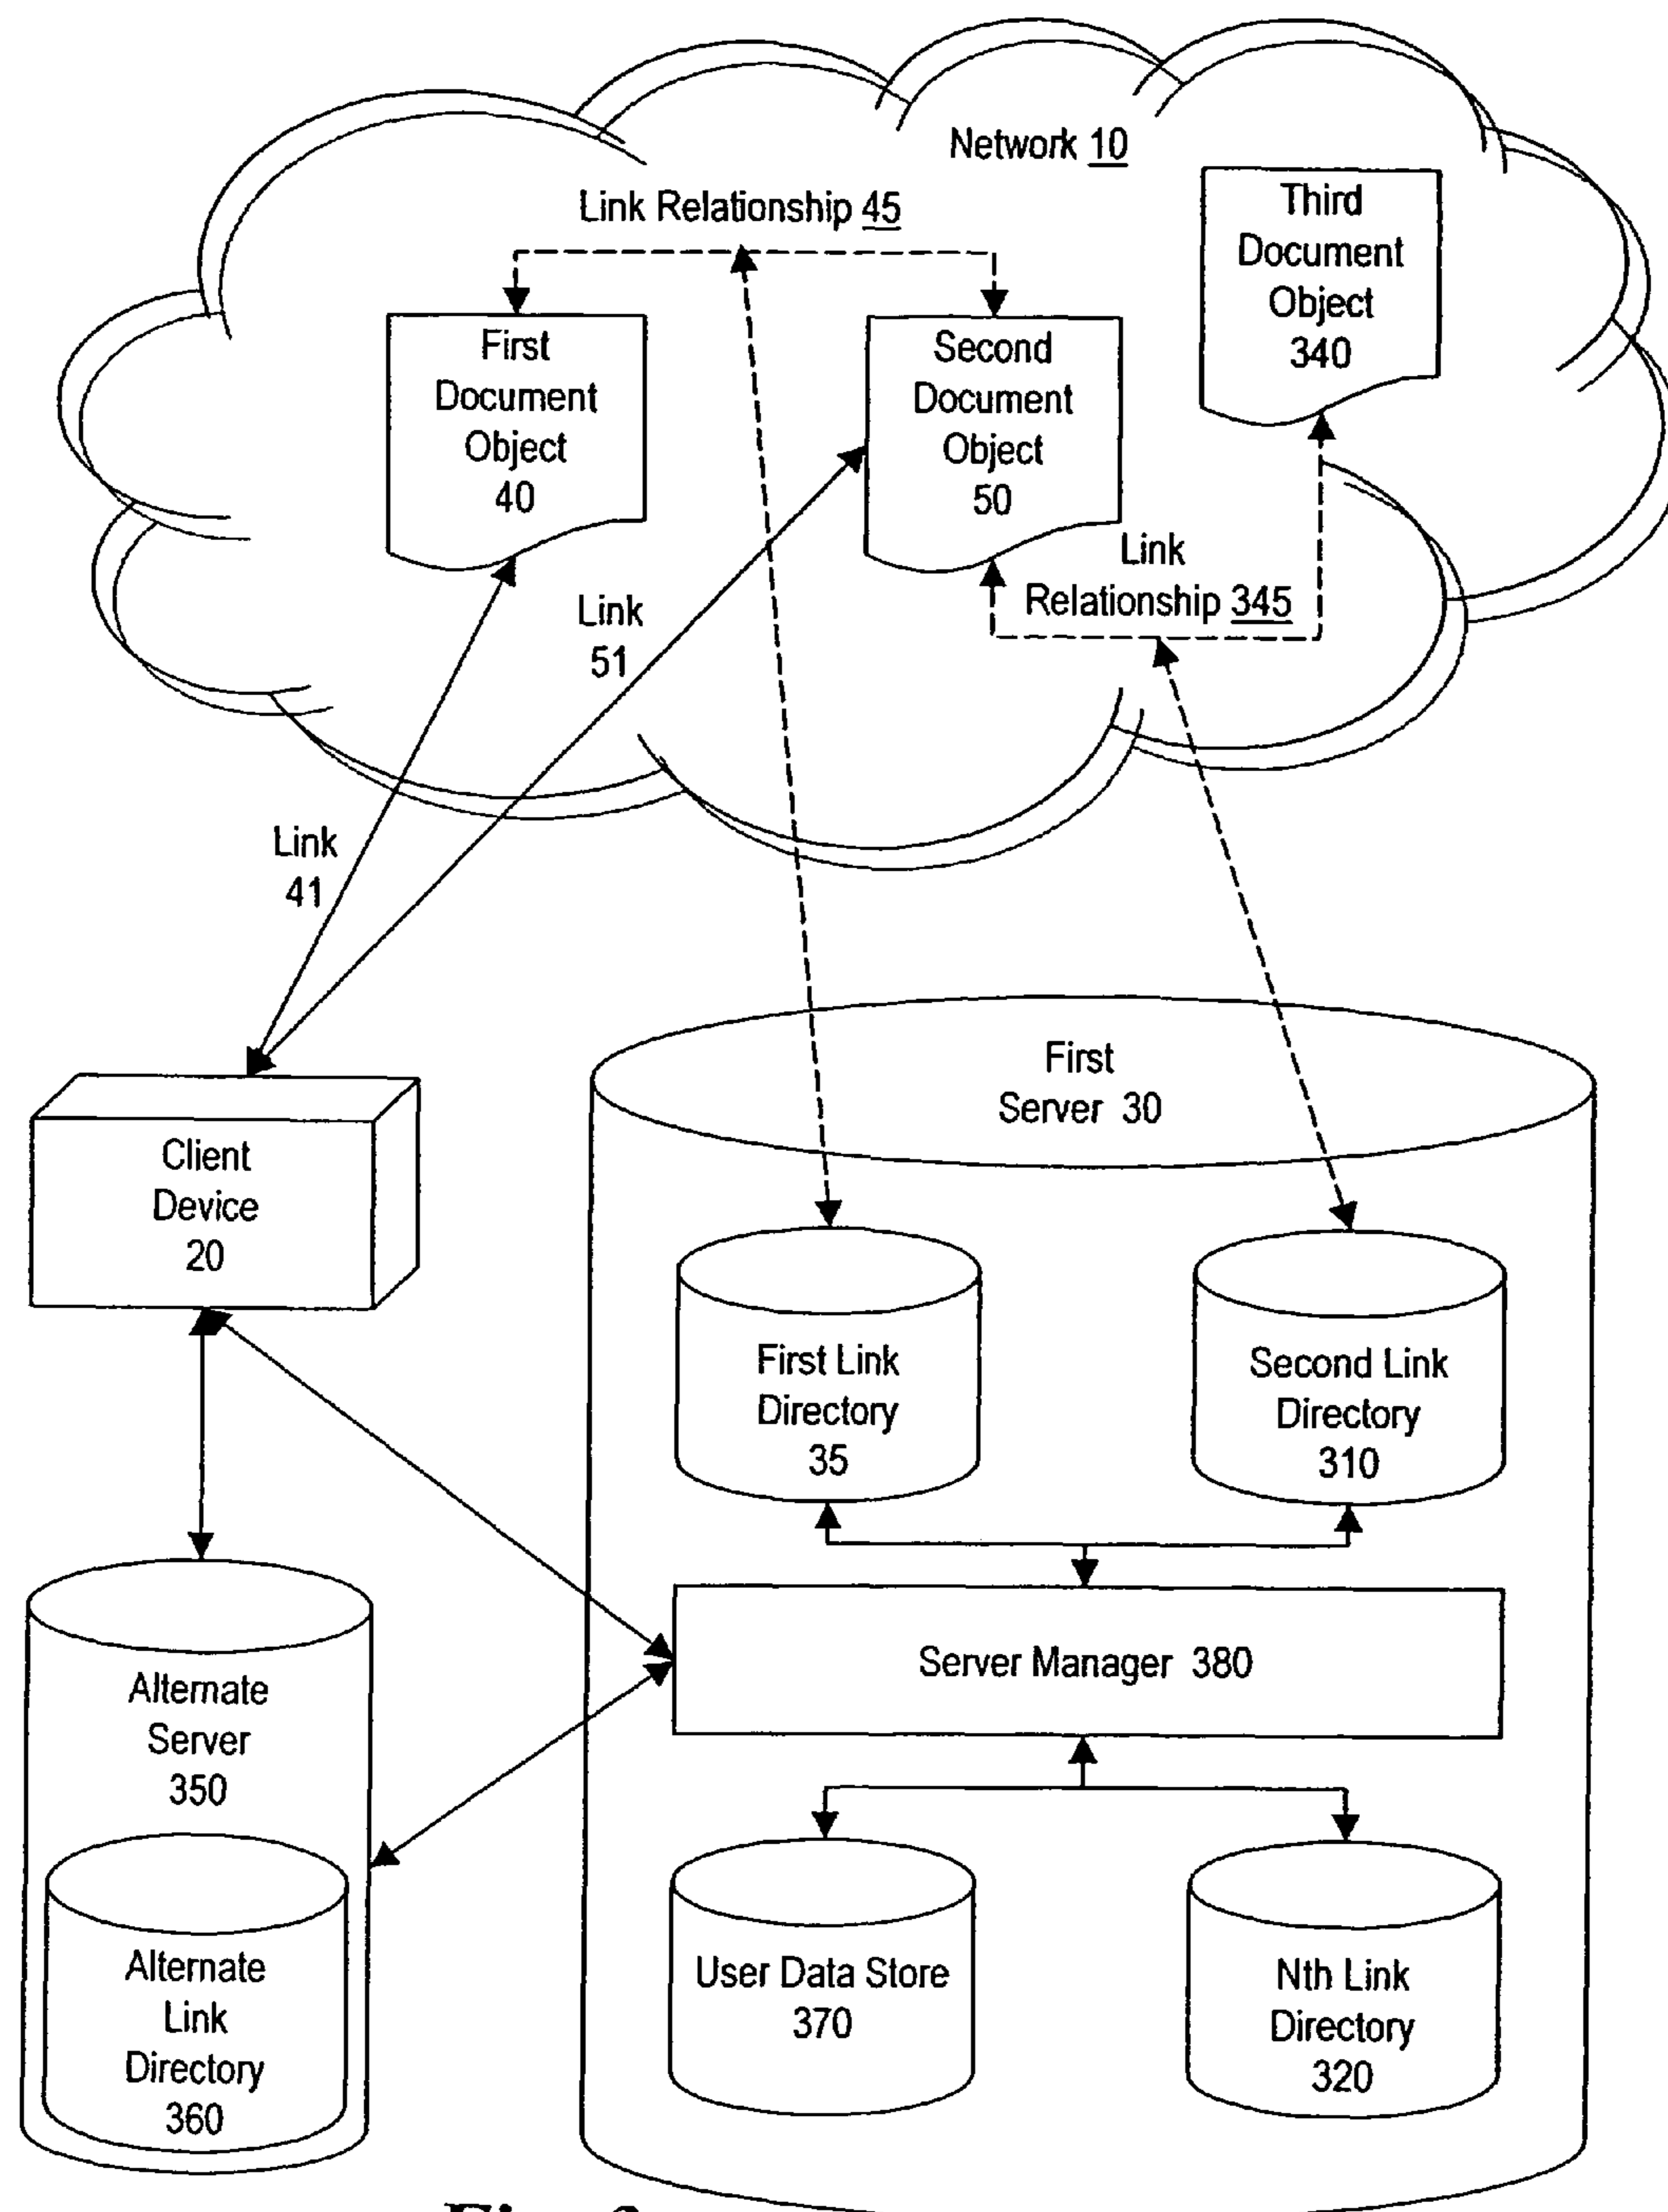 Network 10
Link Relationship 45
Third
Document
Object
340
First
Document
Object
40
Second
Document
Object
50
Link
Relationship 345
Link
51
Link
41
First
Server 30
Client
Device
20
First Link
Directory
35
Second Link
Directory
310
Server Manager 380
Alternate
Server
350
Alternate
Link
Directory
360
User Data Store
370
Nth Link
Directory
320